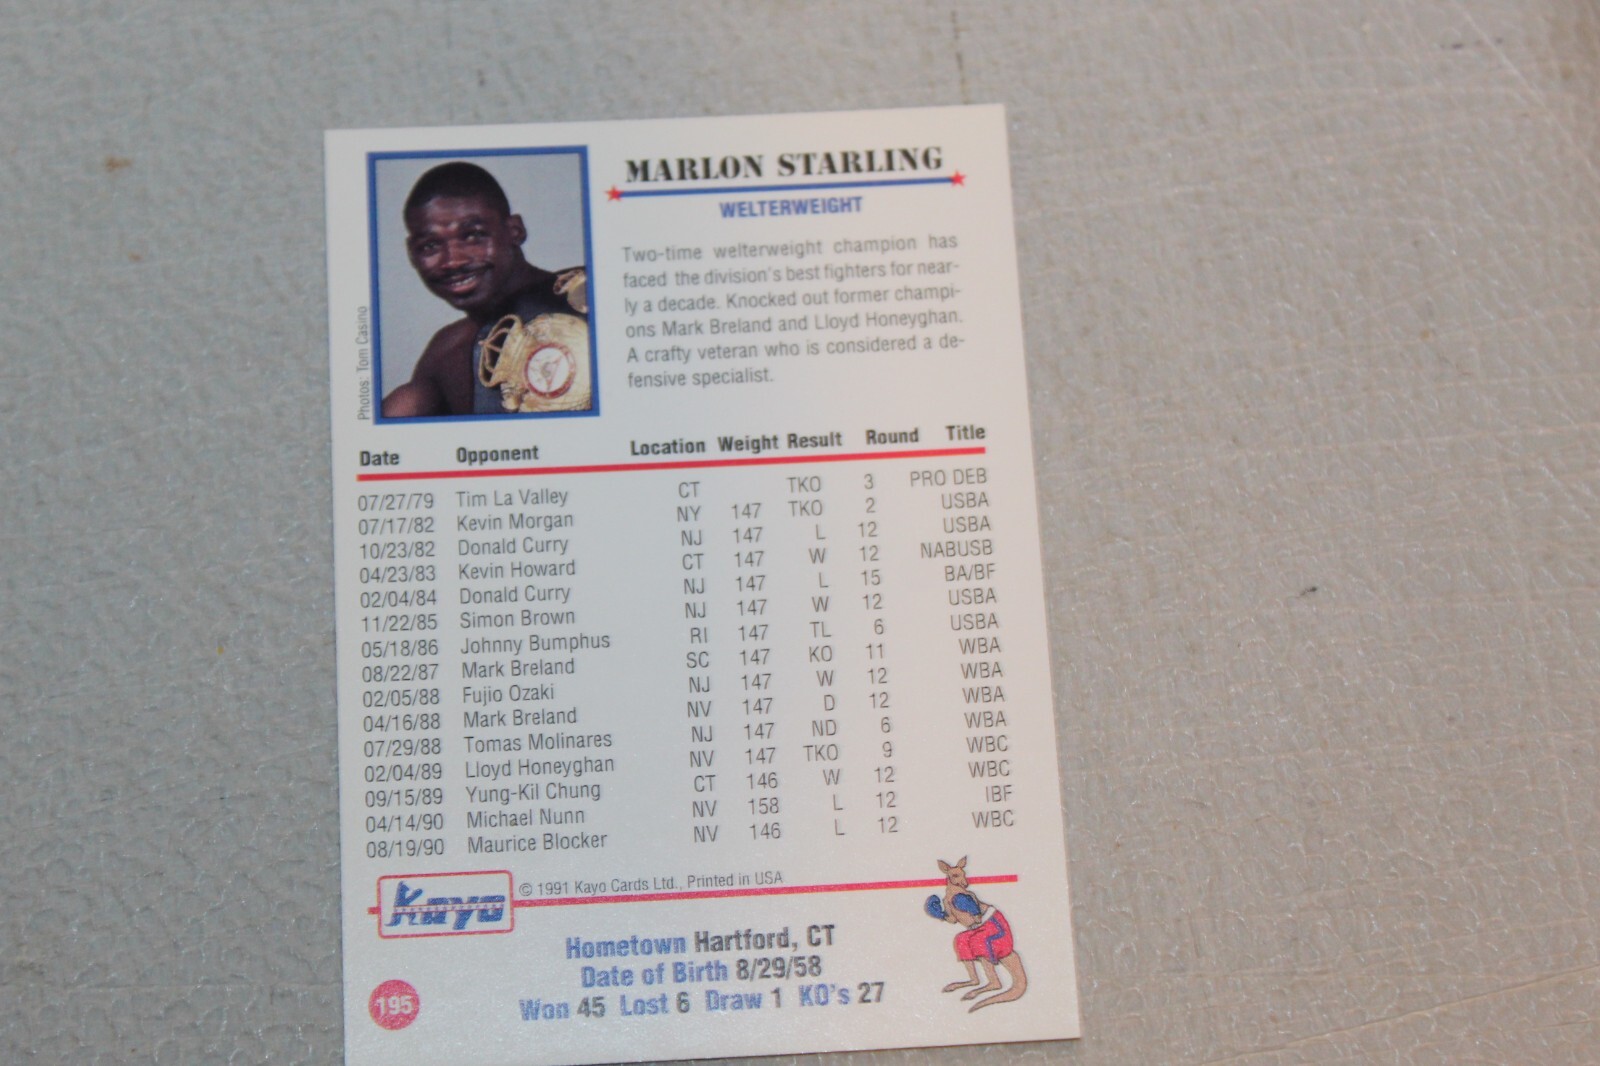 MARLON STARLING
WELTERWEIGHT
Two-time welterweight champion has
faced the division's best fighters for near-
ly a decade. Knocked out former champi-
ons Mark Breland and Lloyd Honeyghan.
A crafty veteran who is considered a de-
fensive specialist.
Photos: Tom Casino
Date Opponent Location Weight Result Round Title
07/27/79 Tim La Valley CT TKO 3 PRO DEB
07/17/82 Kevin Morgan NY 147 TKO 2 USBA
10/23/82 Donald Curry NJ 147 L 12 USBA
04/23/83 Kevin Howard CT 147 W 12 NABUSB
02/04/84 Donald Curry NJ 147 L 15 BA/BF
11/22/85 Simon Brown NJ 147 W 12 USBA
05/18/86 Johnny Bumphus RI 147 TL 6 USBA
08/22/87 Mark Breland SC 147 KO 11 WBA
02/05/88 Fujio Ozaki NJ 147 W 12 WBA
04/16/88 Mark Breland NV 147 D 12 WBA
07/29/88 Tomas Molinares NJ 147 ND 6 WBA
02/04/89 Lloyd Honeyghan NV 147 TKO 9 WBC
09/15/89 Yung-Kil Chung CT 146 W 12 WBC
04/14/90 Michael Nunn NV 158 L 12 IBF
08/19/90 Maurice Blocker NV 146 L 12 WBC
Kayo
© 1991 Kayo Cards Ltd., Printed in USA
Hometown Hartford, CT
Date of Birth 8/29/58
Won 45 Lost 6 Draw 1 KO's 27
195